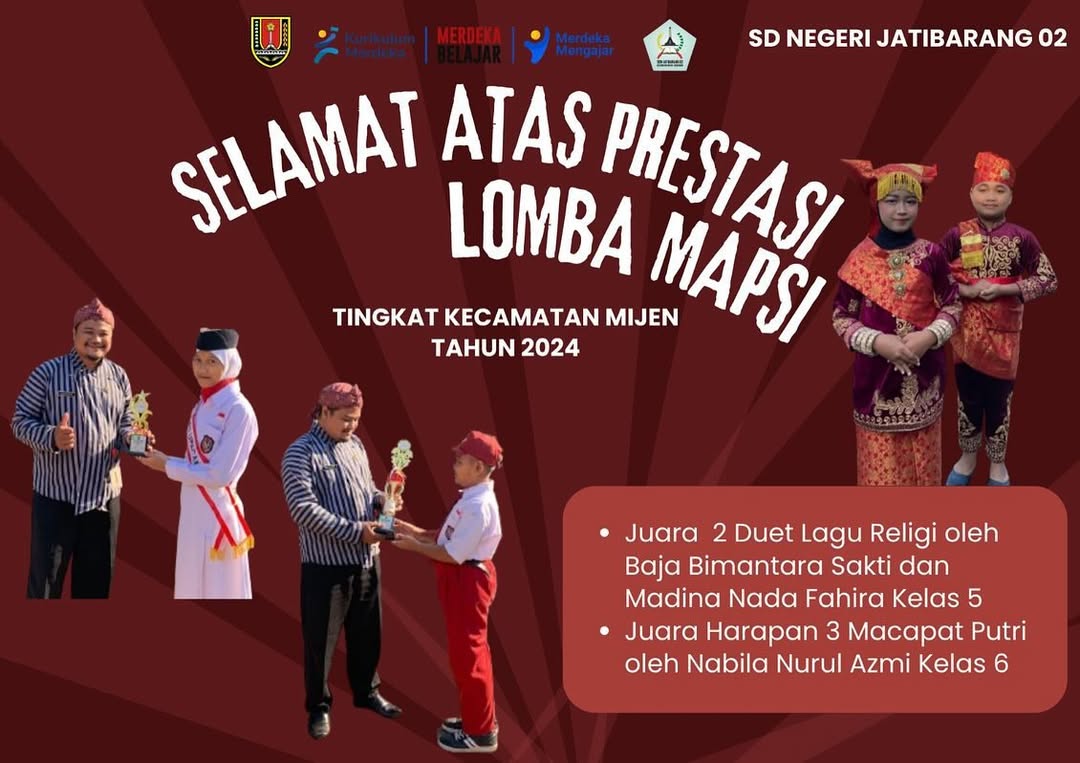 Kurikulum
Merdeka
MERDEKA
BELAJAR
Merdeka
Mengajar
SD NEGERI JATIBARANG 02
SELAMAT ATAS PRESTASI
LOMBA MAPSI
TINGKAT KECAMATAN MIJEN
TAHUN 2024
• Juara 2 Duet Lagu Religi oleh
Baja Bimantara Sakti dan
Madina Nada Fahira Kelas 5
• Juara Harapan 3 Macapat Putri
oleh Nabila Nurul Azmi Kelas 6